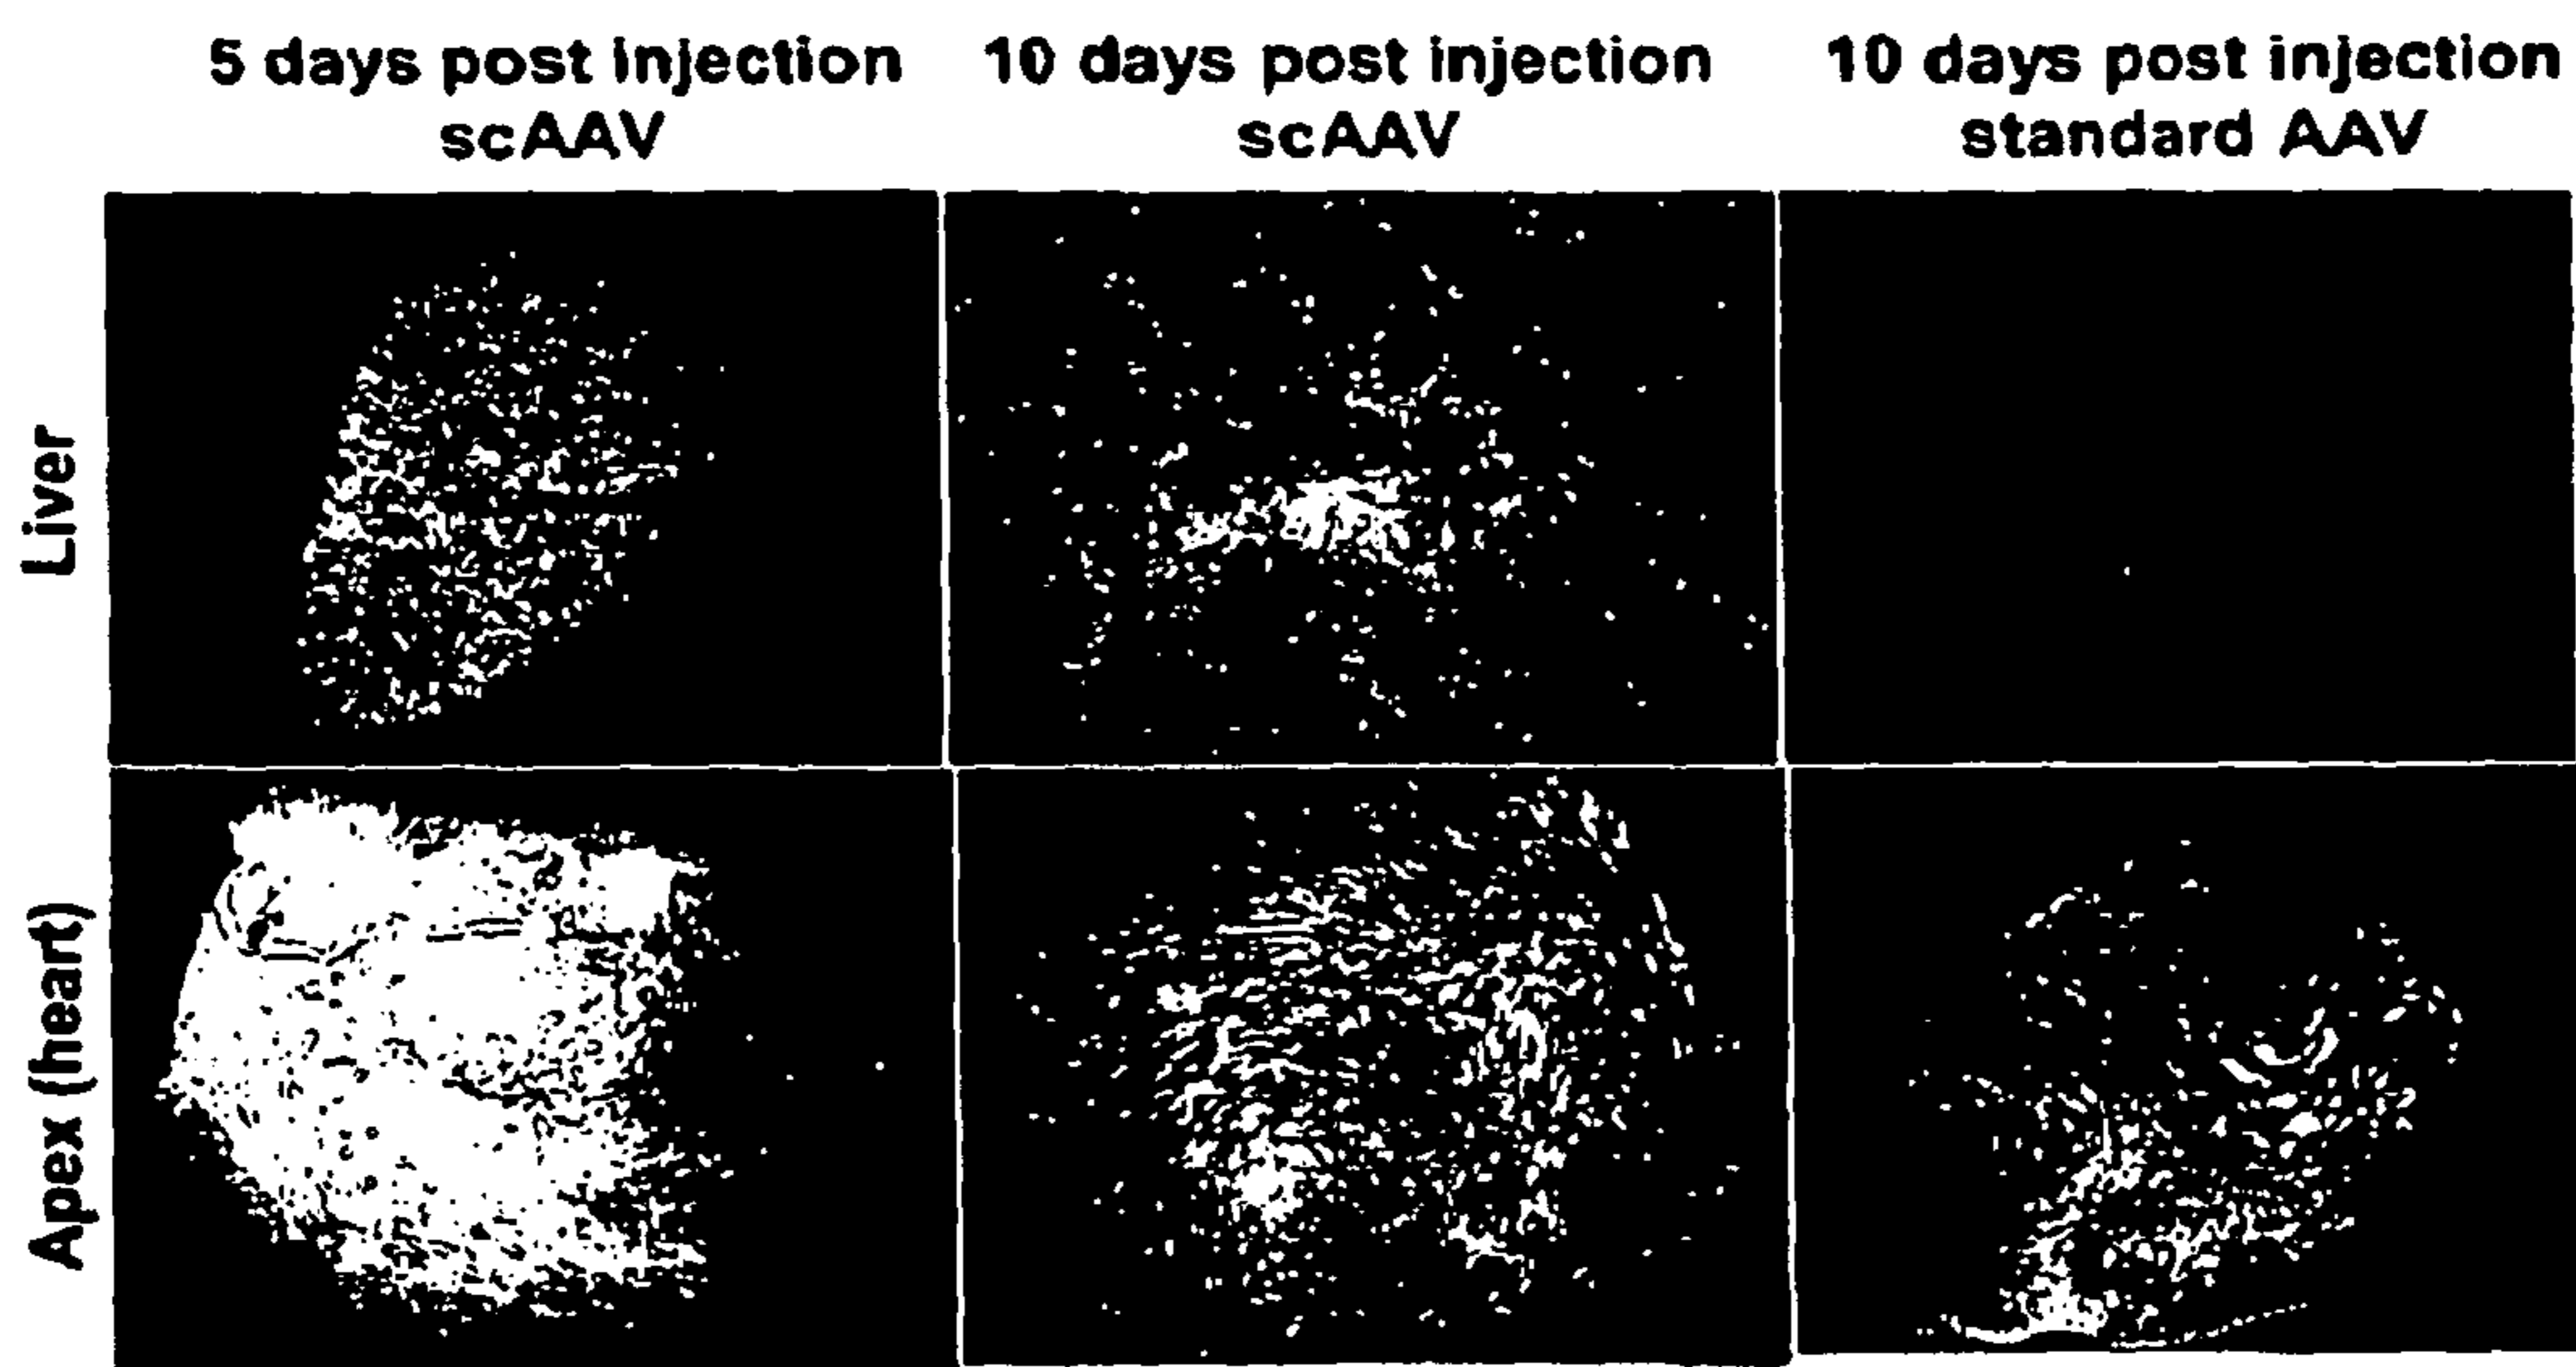 5 days post injection
scAAV
10 days post injection
scAAV
10 days post injection
standard AAV
Liver
Apex (heart)